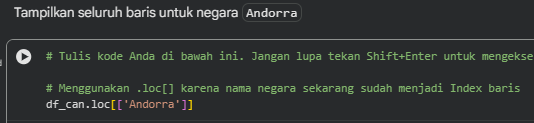 Tampilkan seluruh baris untuk negara Andorra
# Tulis kode Anda di bawah ini. Jangan lupa tekan Shift+Enter untuk mengekse
# Menggunakan .loc[] karena nama negara sekarang sudah menjadi Index baris
df_can.loc[['Andorra']]